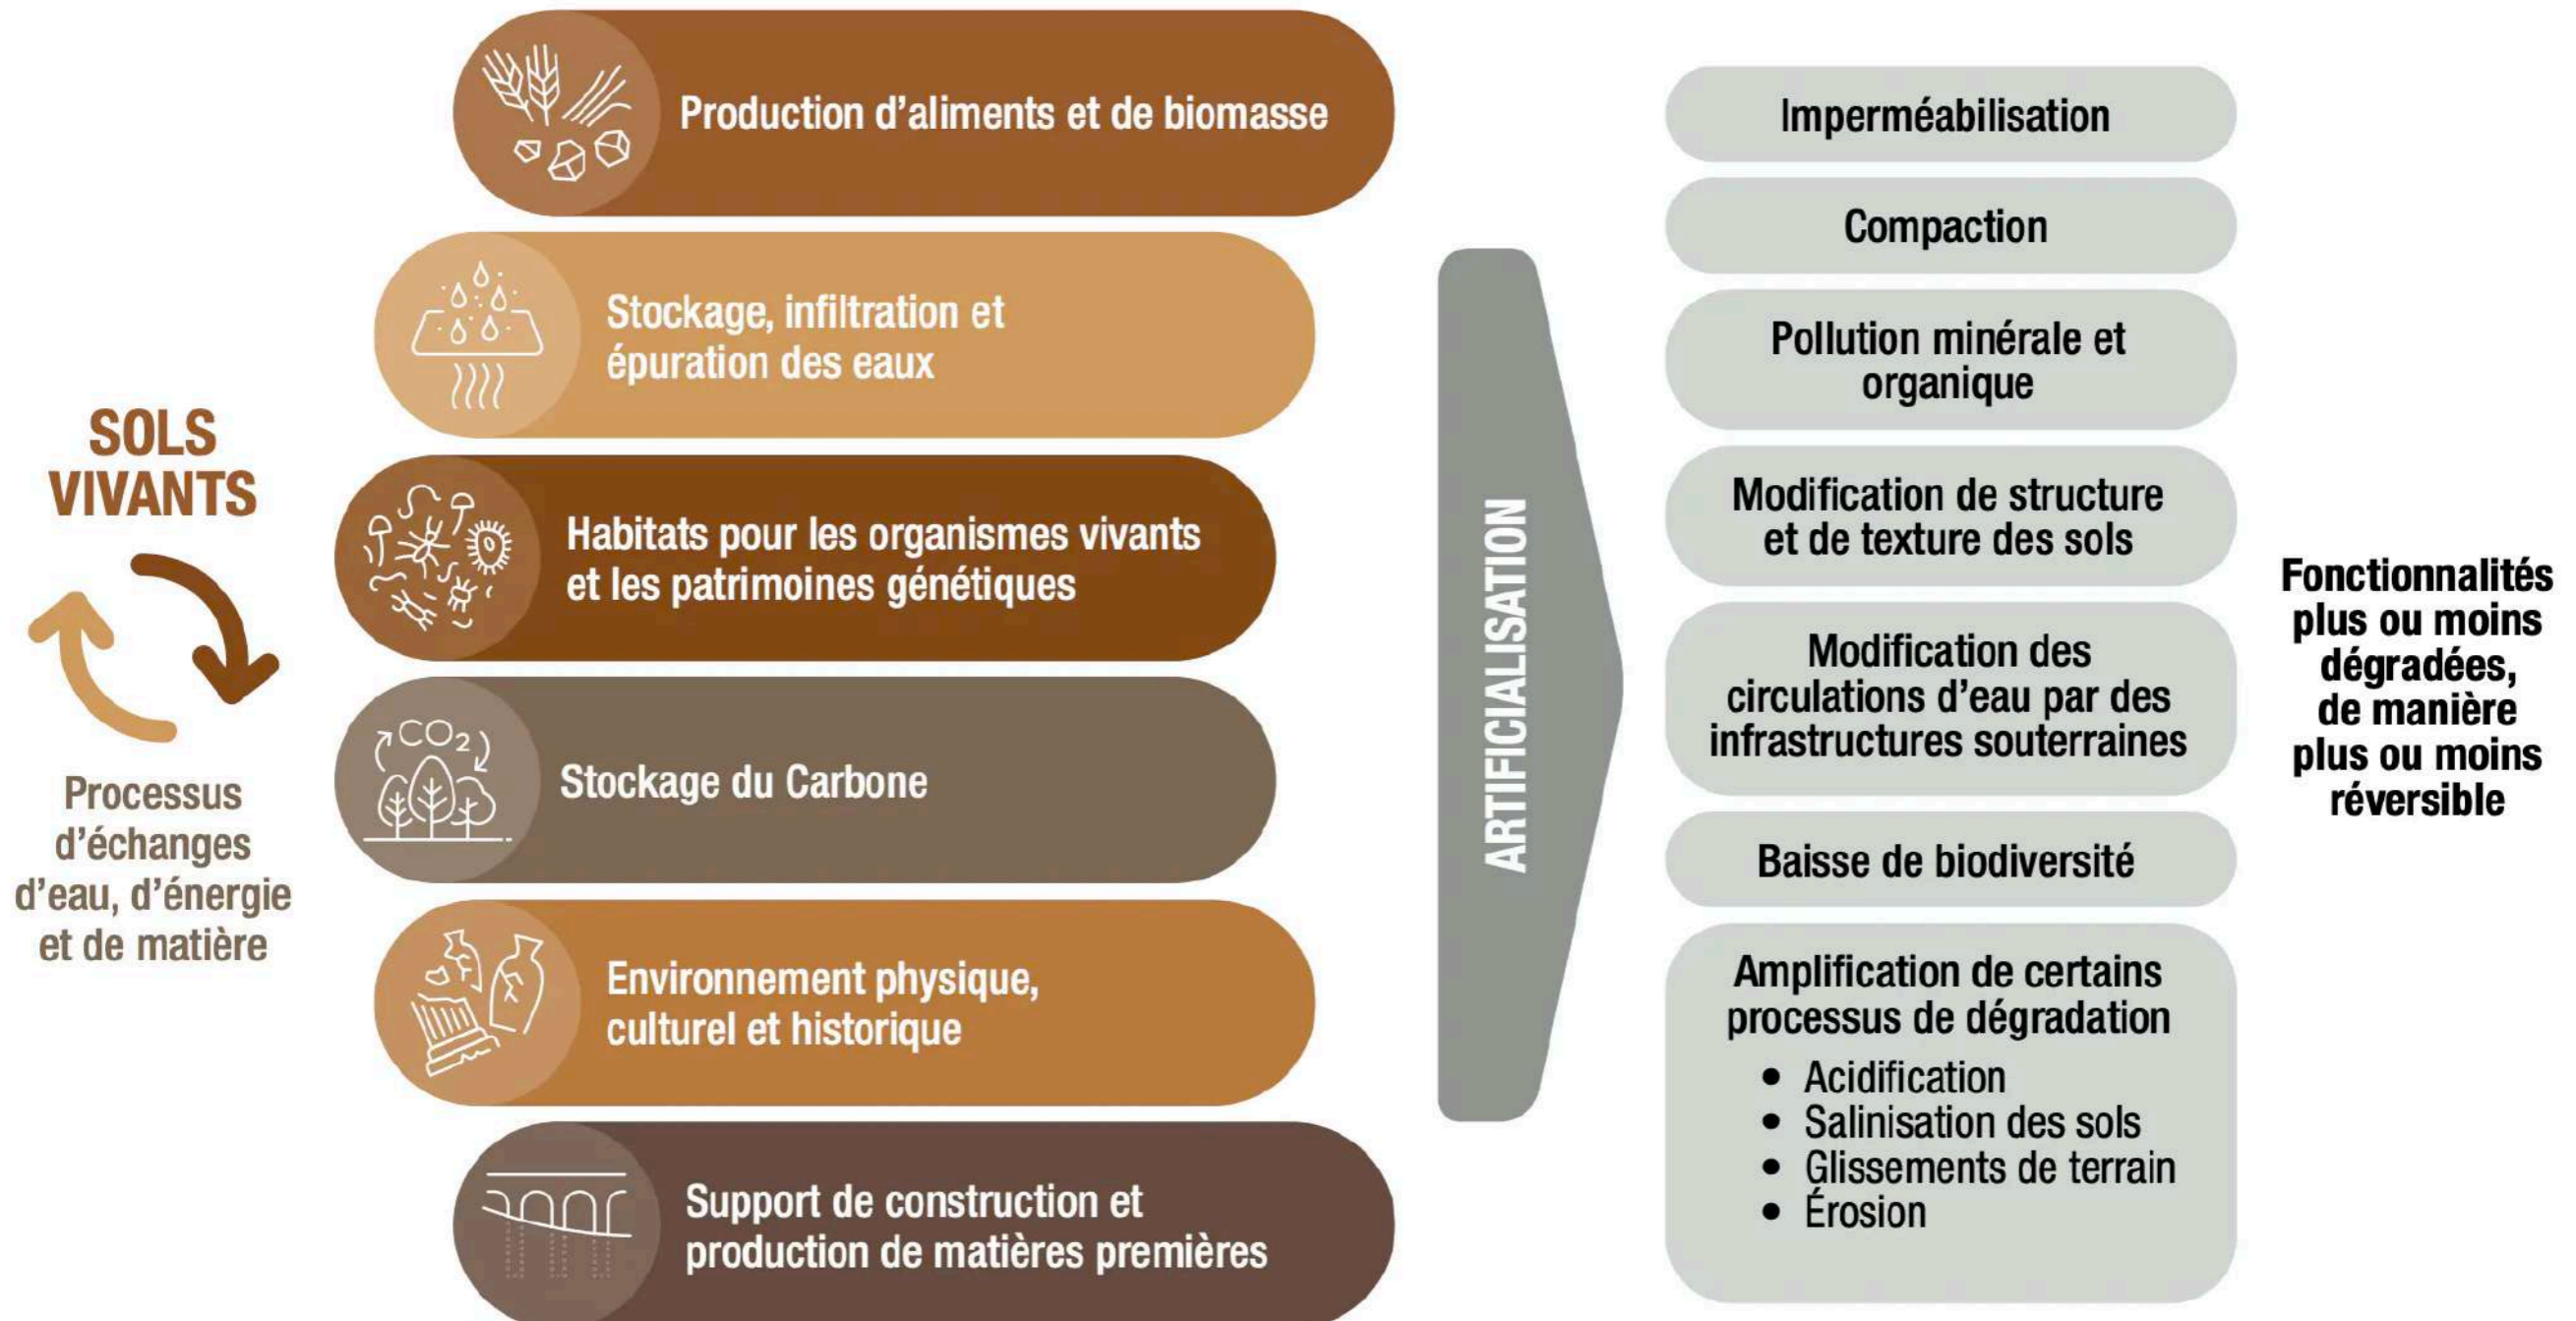 SOLS
VIVANTS
Processus
d'échanges
d'eau, d'énergie
et de matière
Production d'aliments et de biomasse
Stockage, infiltration et
épuration des eaux
Habitats pour les organismes vivants
et les patrimoines génétiques
CO2
Stockage du Carbone
Environnement physique,
culturel et historique
Support de construction et
production de matières premières
ARTIFICIALISATION
Imperméabilisation
Compaction
Pollution minérale et
organique
Modification de structure
et de texture des sols
Modification des
circulations d'eau par des
infrastructures souterraines
Baisse de biodiversité
Amplification de certains
processus de dégradation
• Acidification
• Salinisation des sols
• Glissements de terrain
• Érosion
Fonctionnalités
plus ou moins
dégradées,
de manière
plus ou moins
réversible